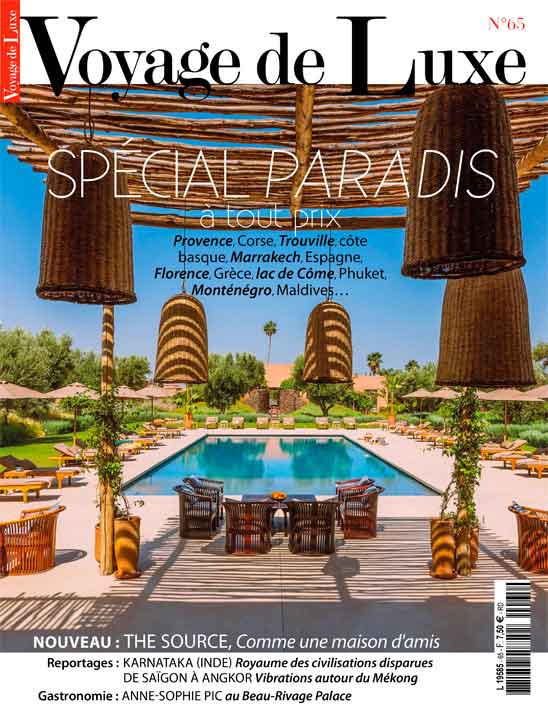 Voyage de Luxe
N°65
Voyage de Luxe
SPÉCIAL PARADIS
à tout prix
Provence, Corse, Trouville, côte
basque, Marrakech, Espagne,
Florence, Grèce, lac de Côme, Phuket,
Monténégro, Maldives…
NOUVEAU : THE SOURCE, Comme une maison d'amis
Reportages : KARNATAKA (INDE) Royaume des civilisations disparues
DE SAÏGON À ANGKOR Vibrations autour du Mékong
Gastronomie : ANNE-SOPHIE PIC au Beau-Rivage Palace
L 19585 - 65 - F: 7,50 € - RD